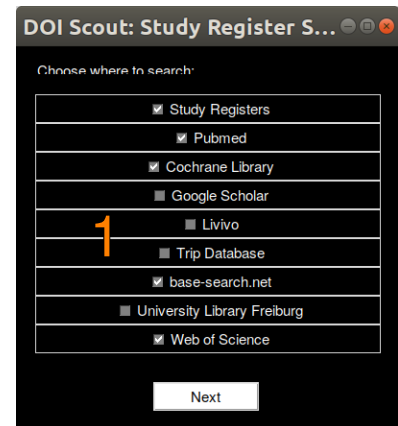 DOI Scout: Study Register S...
Choose where to search:
Study Registers
Pubmed
Cochrane Library
Google Scholar
Livivo
1
Trip Database
base-search.net
University Library Freiburg
Web of Science
Next